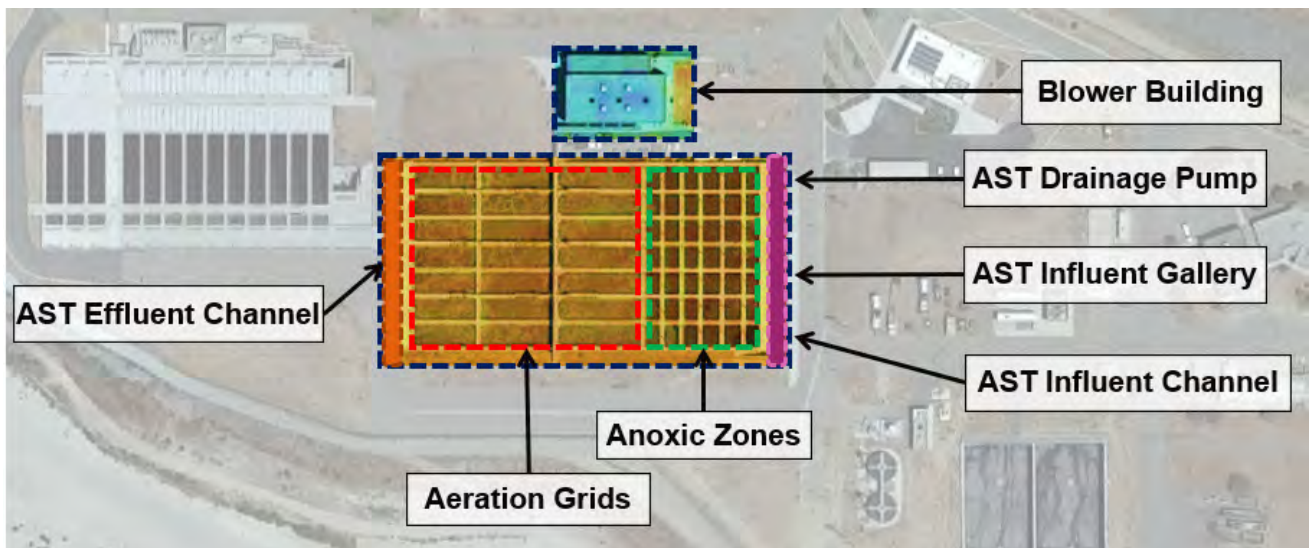 Blower Building
AST Drainage Pump
AST Influent Gallery
AST Effluent Channel
AST Influent Channel
Anoxic Zones
Aeration Grids